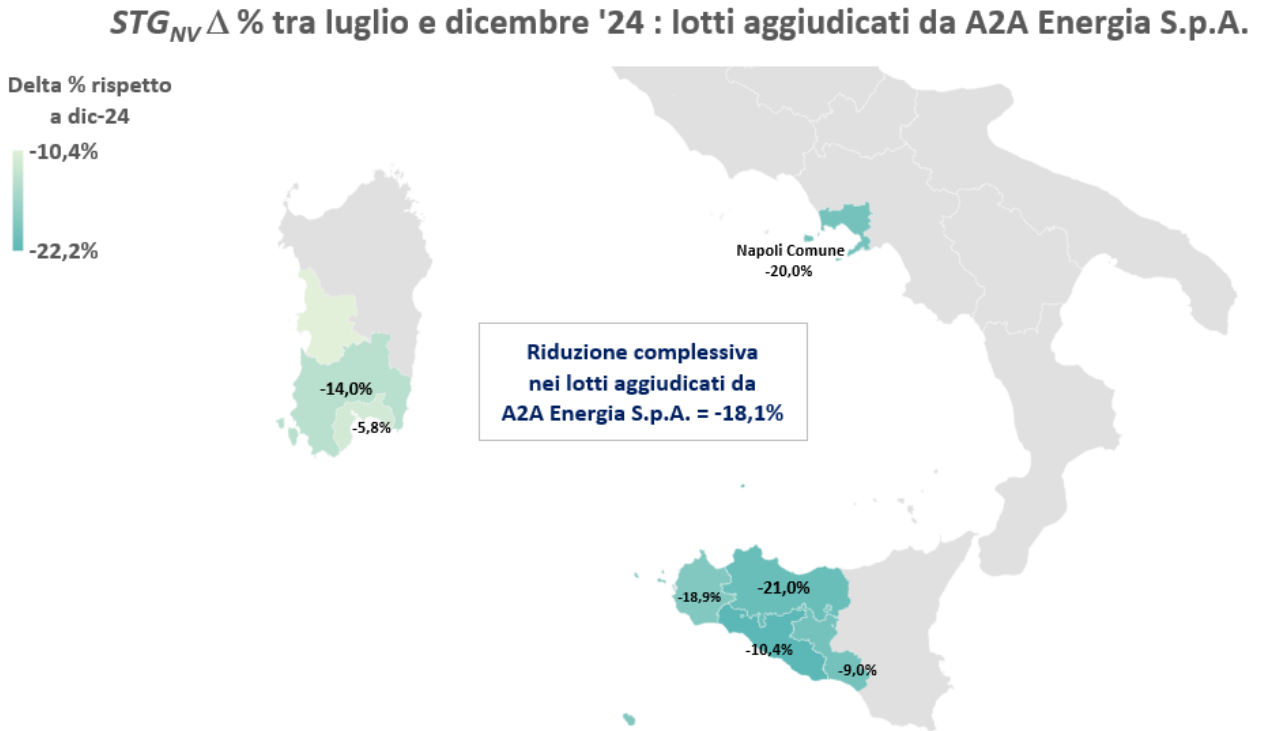 STG_NV Δ % tra luglio e dicembre '24 : lotti aggiudicati da A2A Energia S.p.A.
Delta % rispetto
a dic-24
-10,4%
-22,2%
Napoli Comune
-20,0%
Riduzione complessiva
nei lotti aggiudicati da
A2A Energia S.p.A. = -18,1%
-14,0%
-5,8%
-21,0%
-18,9%
-10,4%
-9,0%